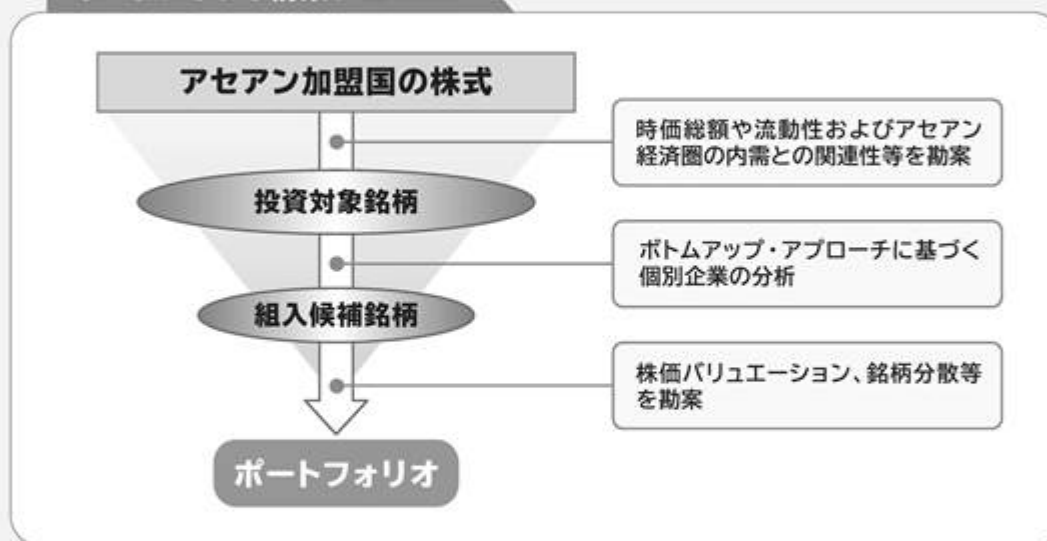 アセアン加盟国の株式
時価総額や流動性およびアセアン
経済圏の内需との関連性等を勘案
投資対象銘柄
ボトムアップ・アプローチに基づく
個別企業の分析
組入候補銘柄
株価バリュエーション、銘柄分散等
を勘案
ポートフォリオ